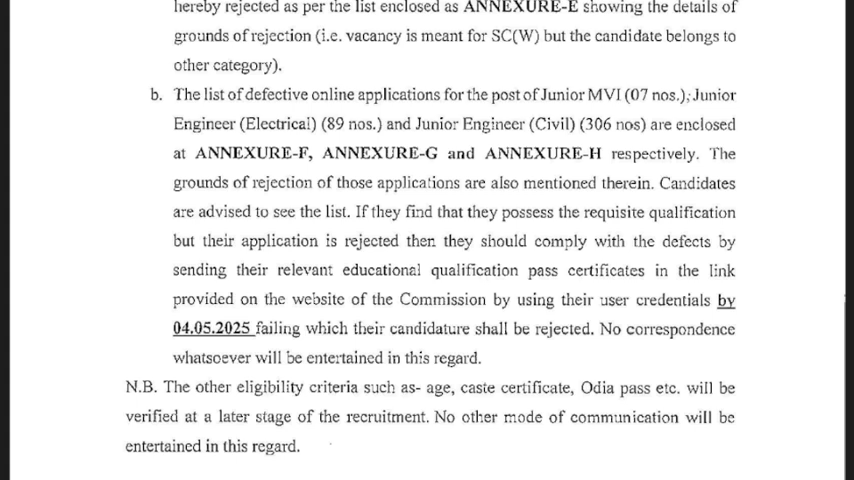 hereby rejected as per the list enclosed as ANNEXURE-E showing the details of
grounds of rejection (i.e. vacancy is meant for SC(W) but the candidate belongs to
other category).
b. The list of defective online applications for the post of Junior MVI (07 nos.), Junior
Engineer (Electrical) (89 nos.) and Junior Engineer (Civil) (306 nos) are enclosed
at ANNEXURE-F, ANNEXURE-G and ANNEXURE-H respectively. The
grounds of rejection of those applications are also mentioned therein. Candidates
are advised to see the list. If they find that they possess the requisite qualification
but their application is rejected then they should comply with the defects by
sending their relevant educational qualification pass certificates in the link
provided on the website of the Commission by using their user credentials by
04.05.2025 failing which their candidature shall be rejected. No correspondence
whatsoever will be entertained in this regard.
N.B. The other eligibility criteria such as- age, caste certificate, Odia pass etc. will be
verified at a later stage of the recruitment. No other mode of communication will be
entertained in this regard.